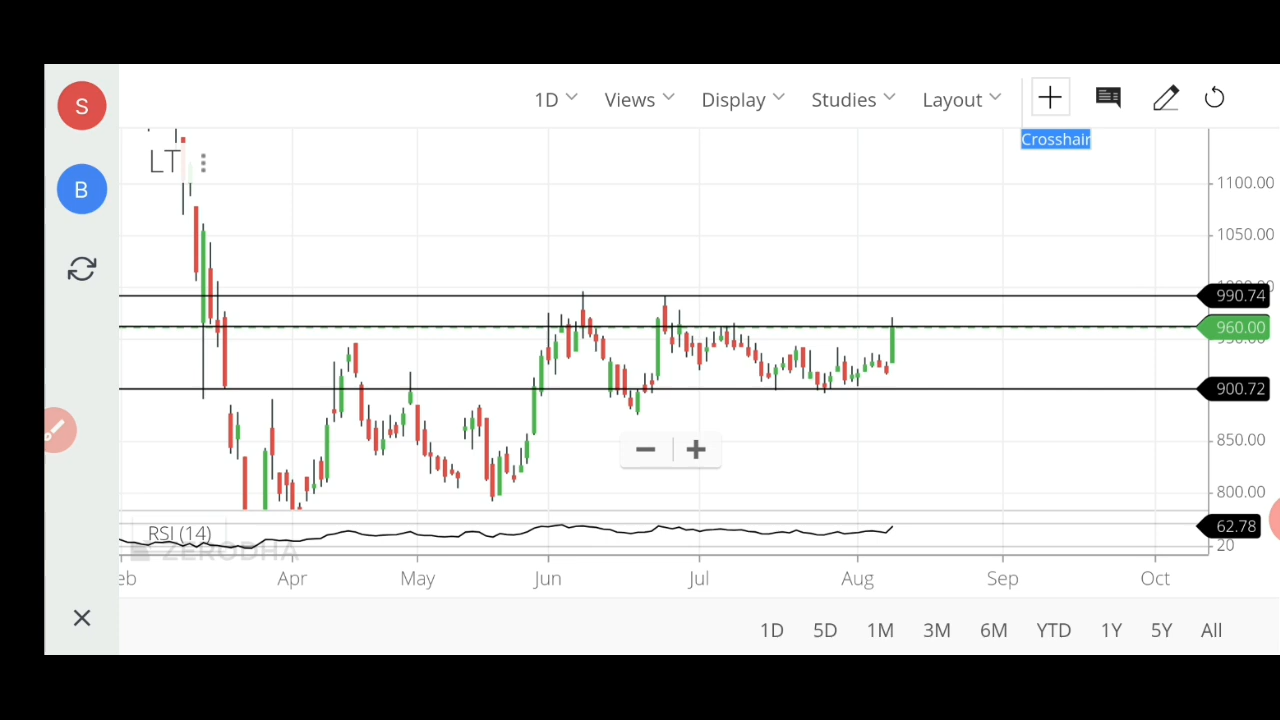 S
1D Views Display Studies Layout
Crosshair
B
LT
1100.00
1050.00
990.74
960.00
900.72
850.00
800.00
RSI (14)
62.78
20
ZERODHA
eb Apr May Jun Jul Aug Sep Oct
1D 5D 1M 3M 6M YTD 1Y 5Y All